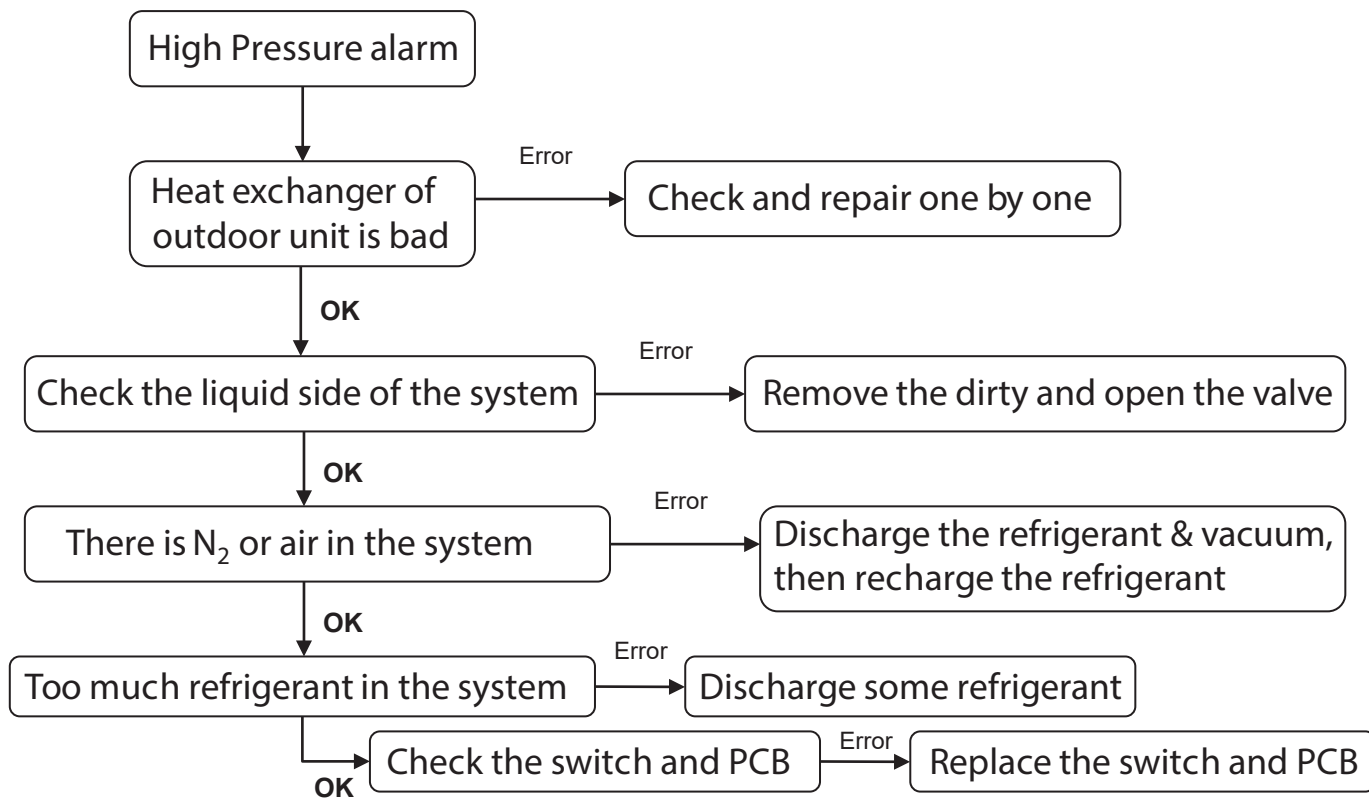 High Pressure alarm
Error
Heat exchanger of
outdoor unit is bad
Check and repair one by one
OK
Error
Check the liquid side of the system
Remove the dirty and open the valve
OK
Error
There is N₂ or air in the system
Discharge the refrigerant & vacuum,
then recharge the refrigerant
OK
Error
Too much refrigerant in the system
Discharge some refrigerant
OK
Check the switch and PCB
Error
Replace the switch and PCB